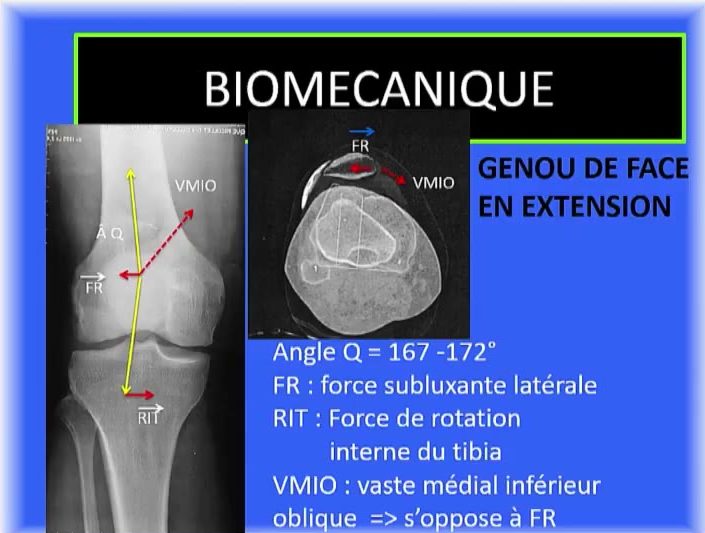 BIOMECANIQUE
VMIO
Â Q
FR
RIT
FR
VMIO
GENOU DE FACE
EN EXTENSION
Angle Q = 167 -172°
FR : force subluxante latérale
RIT : Force de rotation
interne du tibia
VMIO : vaste médial inférieur
oblique => s’oppose à FR